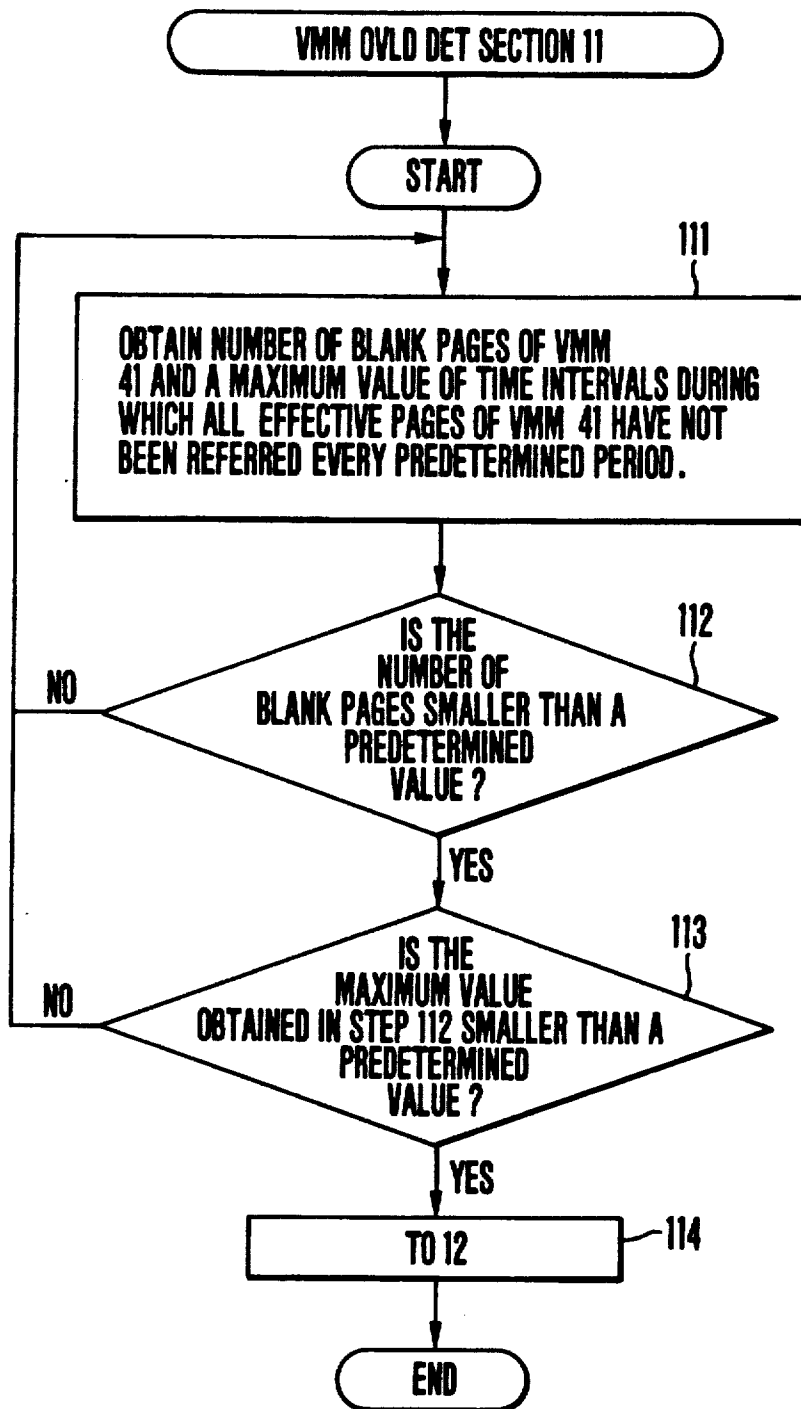 VMM OVLD DET SECTION 11
START
111
OBTAIN NUMBER OF BLANK PAGES OF VMM
41 AND A MAXIMUM VALUE OF TIME INTERVALS DURING
WHICH ALL EFFECTIVE PAGES OF VMM 41 HAVE NOT
BEEN REFERRED EVERY PREDETERMINED PERIOD.
112
IS THE
NUMBER OF
BLANK PAGES SMALLER THAN A
PREDETERMINED
VALUE ?
NO
YES
113
IS THE
MAXIMUM VALUE
OBTAINED IN STEP 112 SMALLER THAN A
PREDETERMINED
VALUE ?
NO
YES
TO 12
114
END